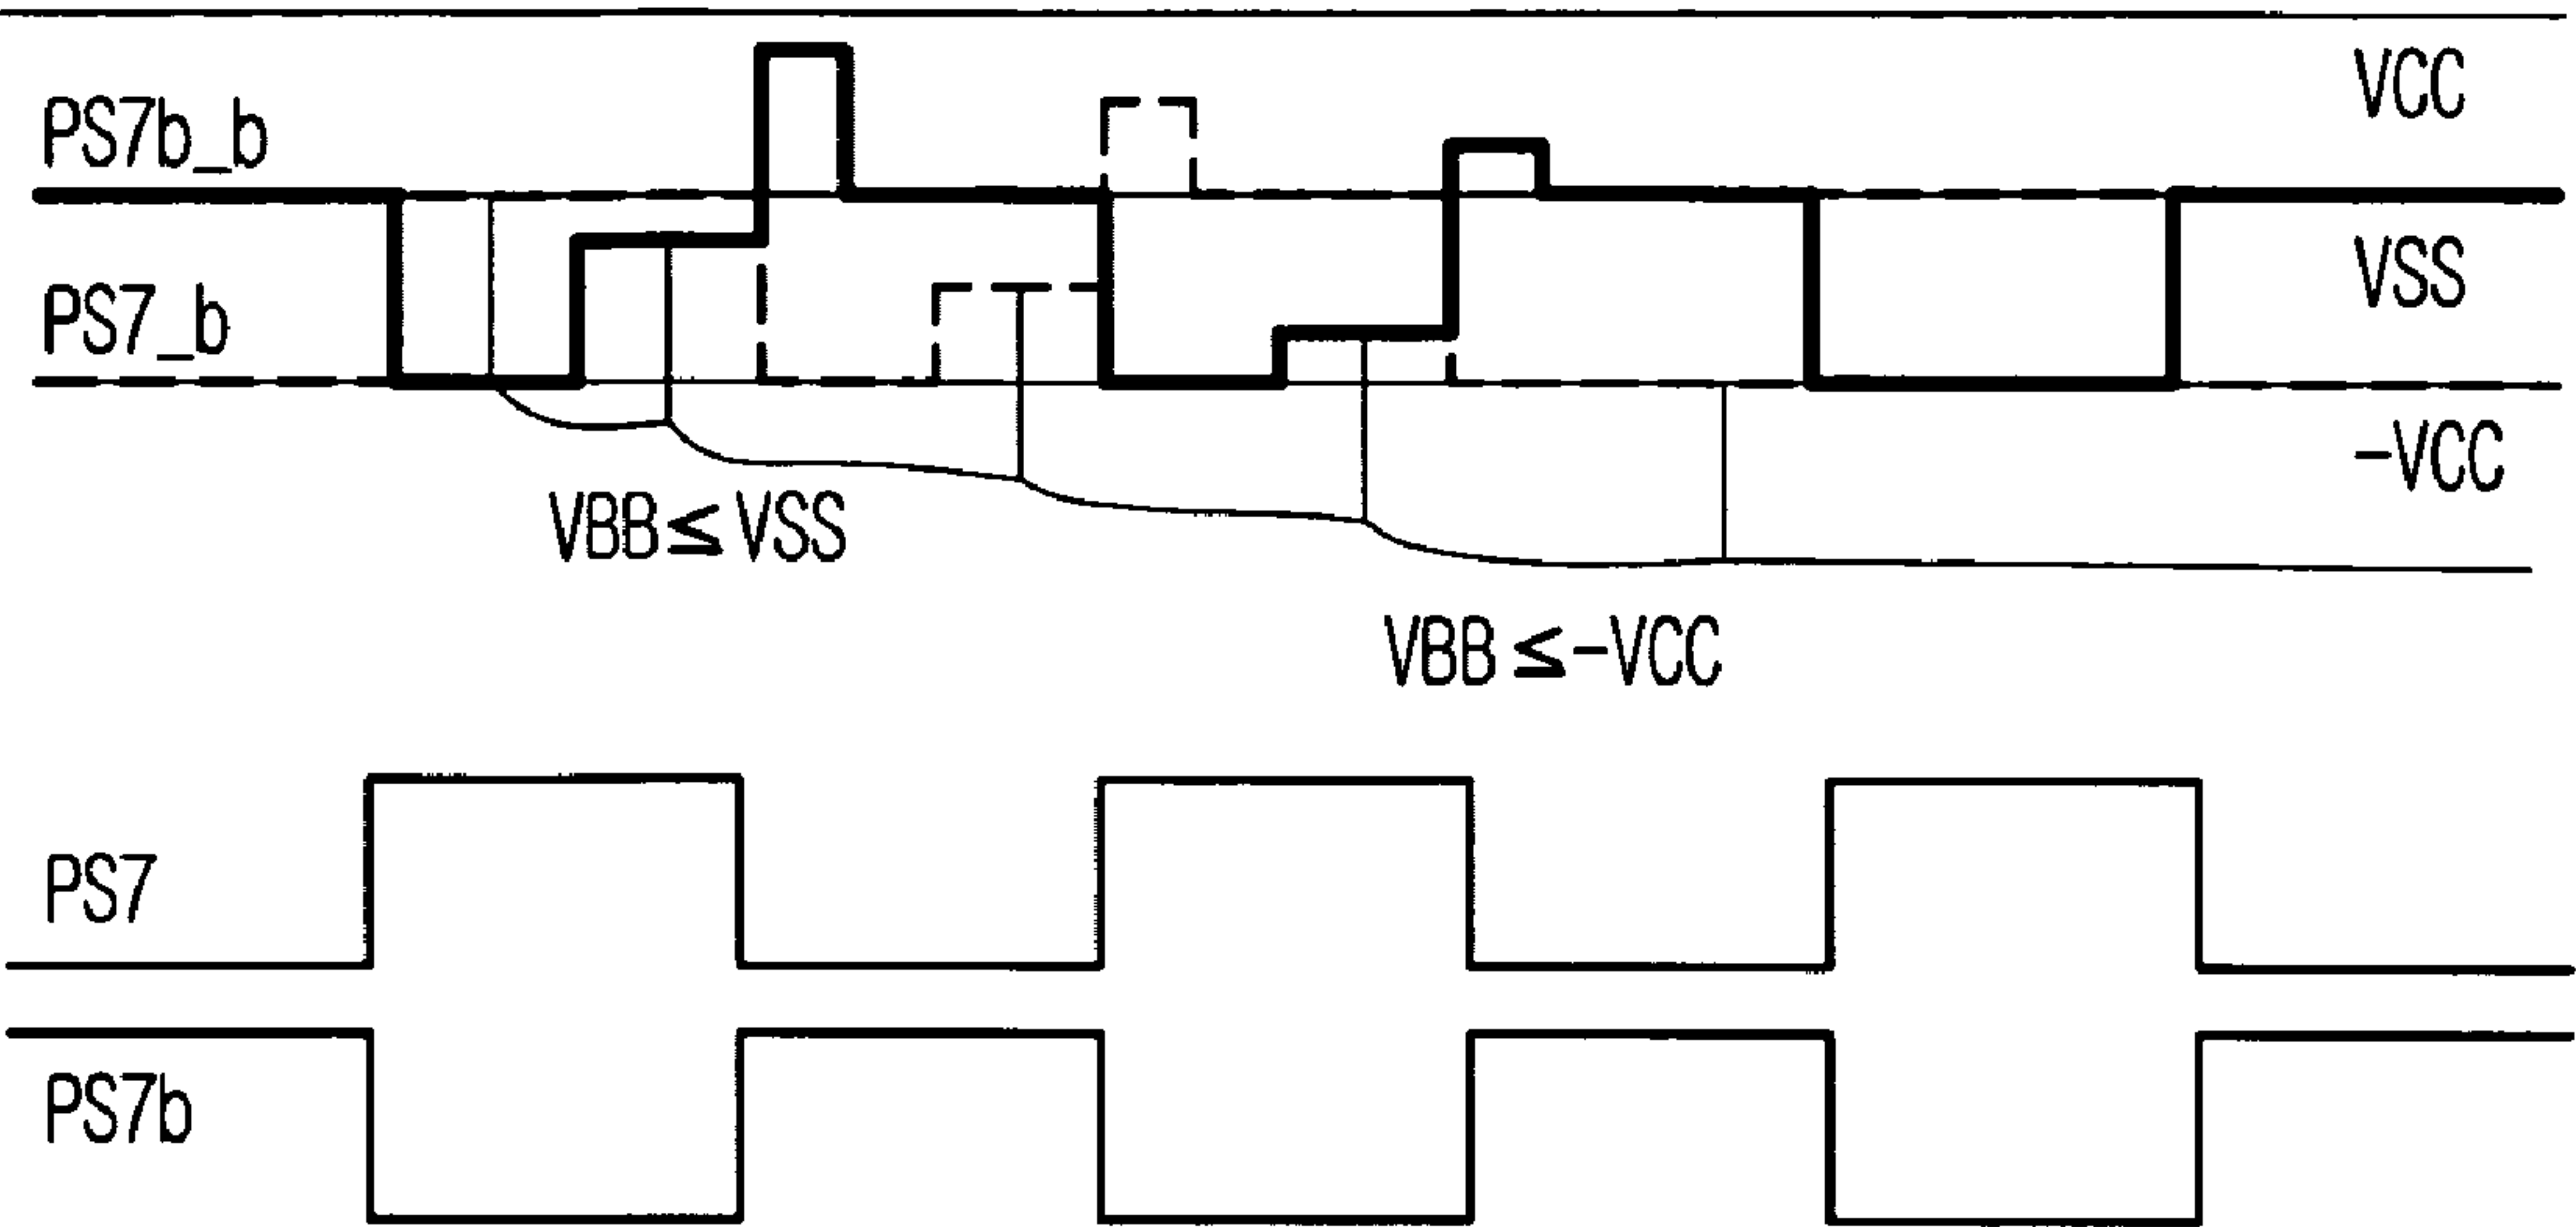 VCC
PS7b_b
VSS
PS7_b
-VCC
VBB ≤ VSS
VBB ≤ -VCC
PS7
PS7b